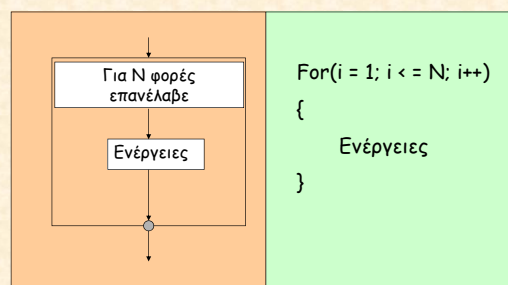 Για Ν φορές
επανέλαβε
Ενέργειες
For(i = 1; i < = N; i++)
{
Ενέργειες
}